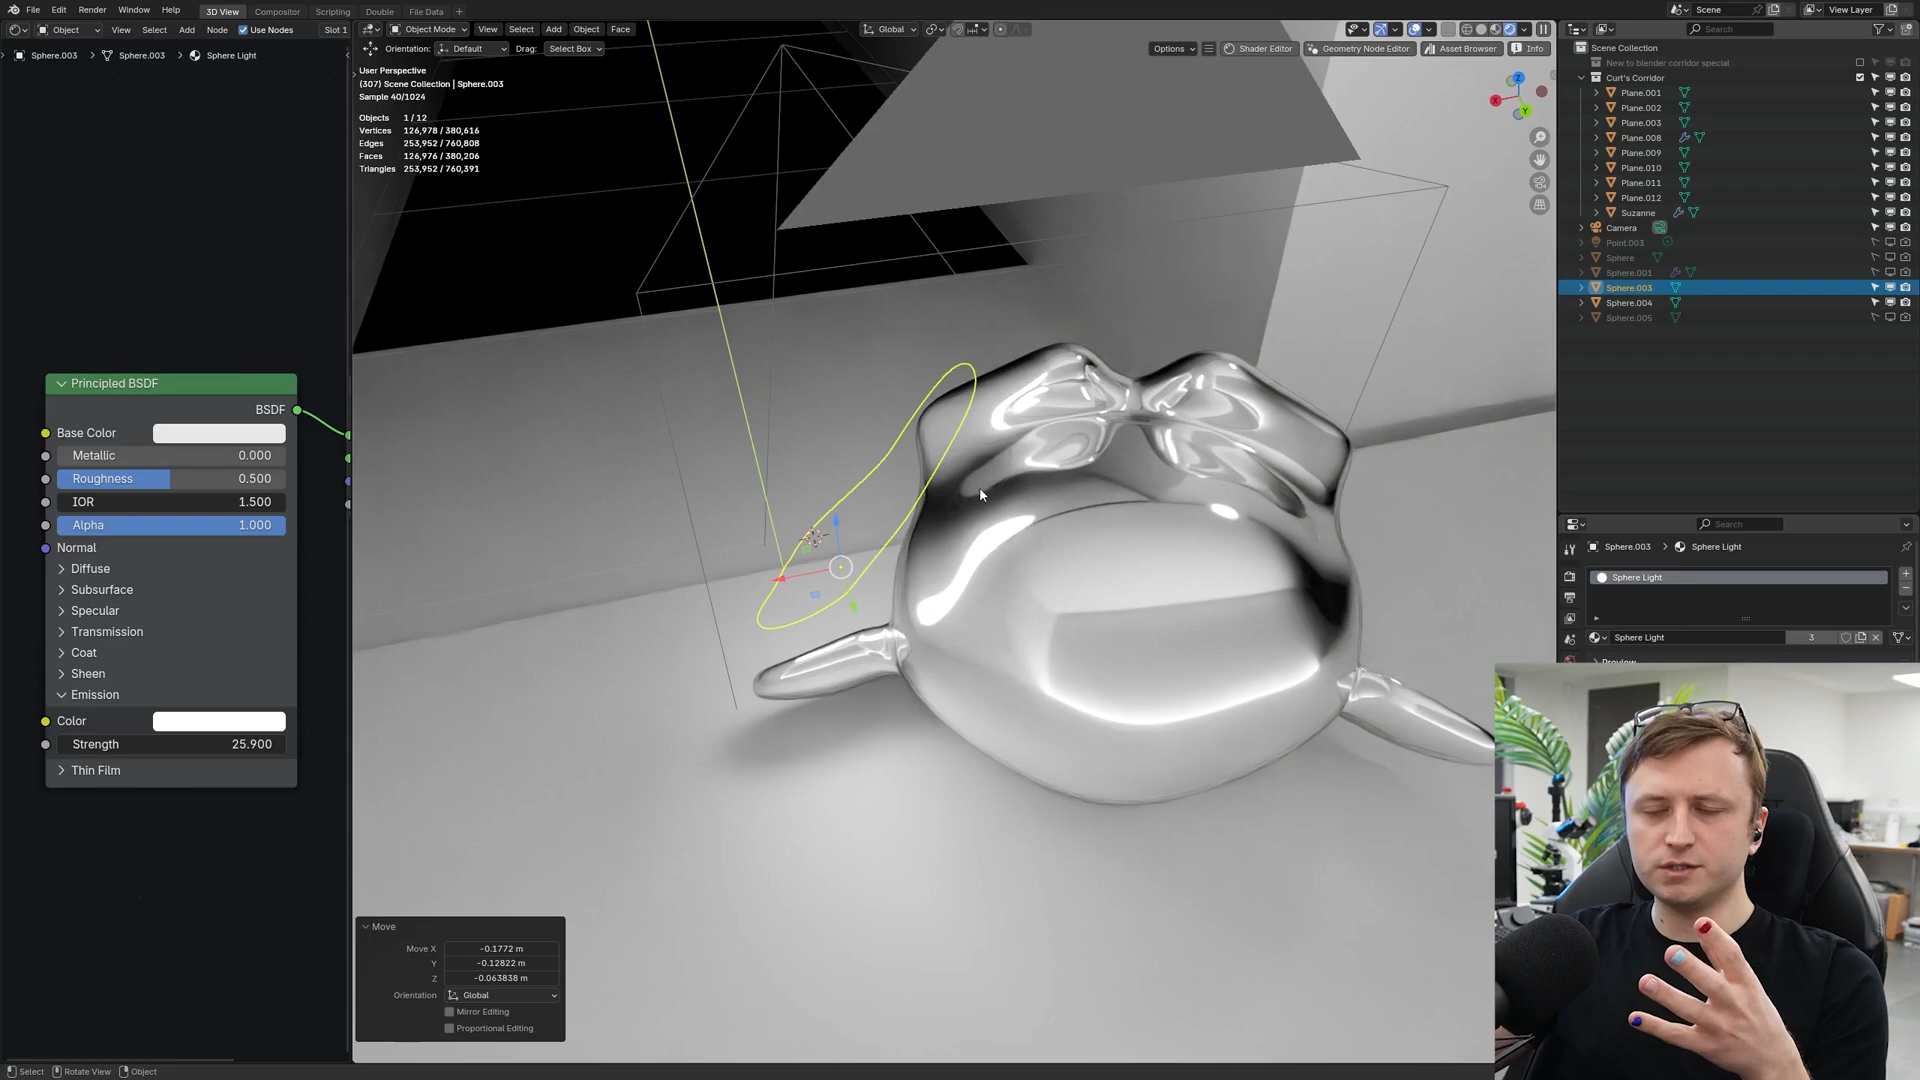 File Edit Render Window Help 3D View Compositor Scripting Double File Data + Scene View Layer
Object View Select Add Node Use Nodes Slot 1 Object Mode View Select Add Object Face Global Search
Orientation: Default Drag: Select Box Options Shader Editor Geometry Node Editor Asset Browser Info
Sphere.003 > Sphere.003 > Sphere Light
User Perspective
(307) Scene Collection | Sphere.003
Sample 40/1024
Objects 1 / 12
Vertices 126,978 / 380,616
Edges 253,952 / 760,808
Faces 126,976 / 380,206
Triangles 253,952 / 760,391
Z
X
Y
Scene Collection
New to blender corridor special
Curt's Corridor
Plane.001
Plane.002
Plane.003
Plane.008
Plane.009
Plane.010
Plane.011
Plane.012
Suzanne
Camera
Point.003
Sphere
Sphere.001
Sphere.003
Sphere.004
Sphere.005
Principled BSDF
BSDF
Base Color
Metallic 0.000
Roughness 0.500
IOR 1.500
Alpha 1.000
Normal
Diffuse
Subsurface
Specular
Transmission
Coat
Sheen
Emission
Color
Strength 25.900
Thin Film
Search
Sphere.003 > Sphere Light
Sphere Light
Sphere Light 3
Preview
Move
Move X -0.1772 m
Y -0.12822 m
Z -0.063838 m
Orientation Global
Mirror Editing
Proportional Editing
Select Rotate View Object